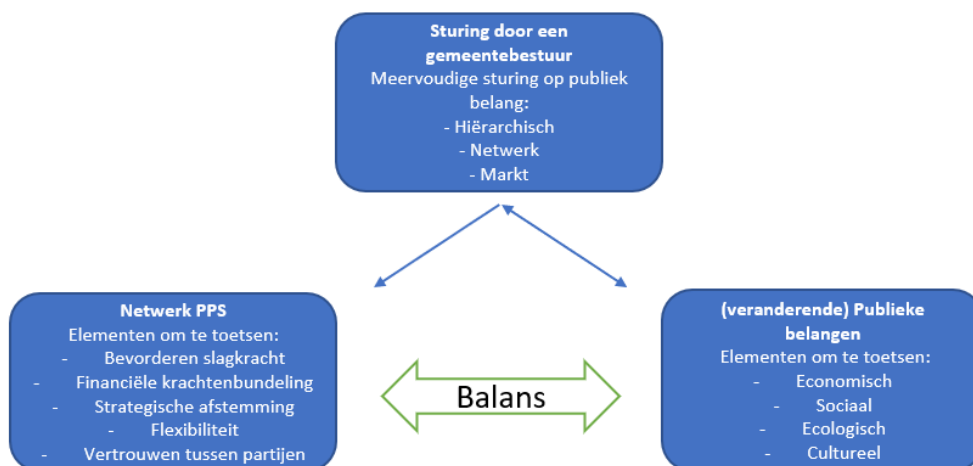 Sturing door een
gemeentebestuur
Meervoudige sturing op publiek
belang:
- Hiërarchisch
- Netwerk
- Markt
Netwerk PPS
Elementen om te toetsen:
- Bevorderen slagkracht
- Financiële krachtenbundeling
- Strategische afstemming
- Flexibiliteit
- Vertrouwen tussen partijen
Balans
(veranderende) Publieke
belangen
Elementen om te toetsen:
- Economisch
- Sociaal
- Ecologisch
- Cultureel